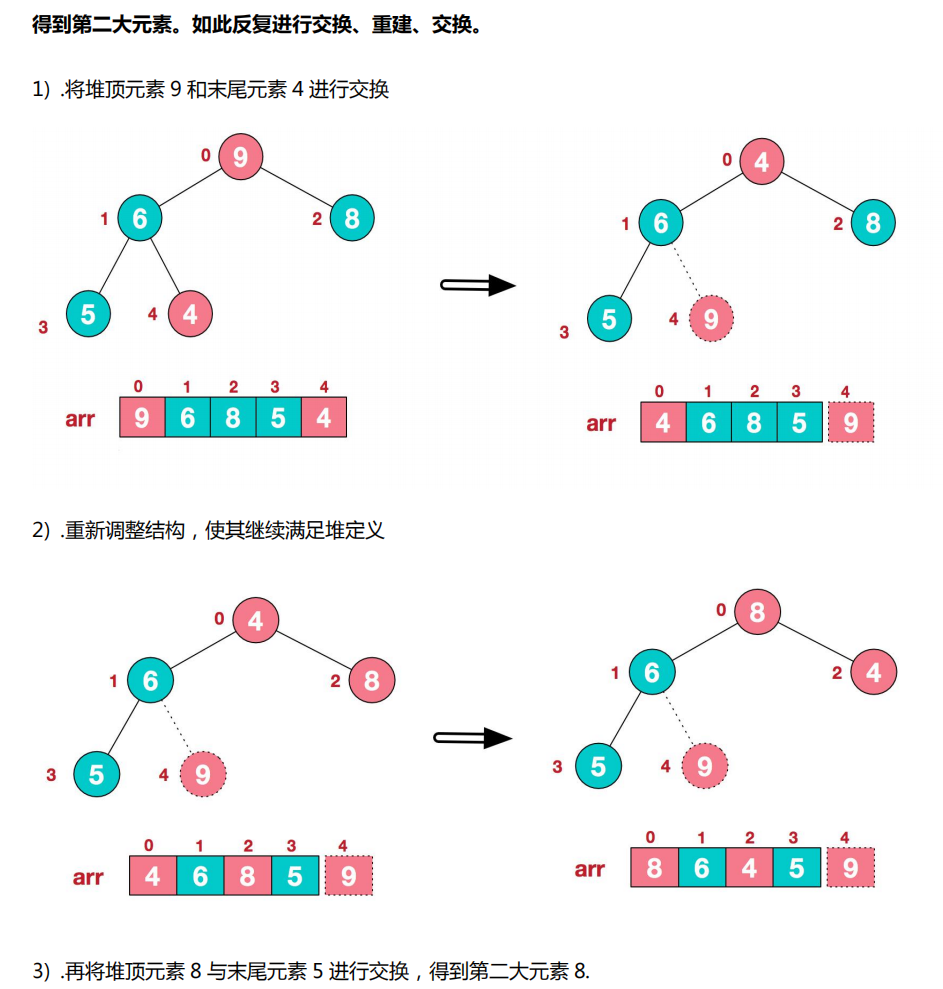 得到第二大元素。如此反复进行交换、重建、交换。
1) .将堆顶元素 9 和末尾元素 4 进行交换
0 9
1 6 2 8
3 5 4 4
0 1 2 3 4
arr 9 6 8 5 4
0 4
1 6 2 8
3 5 4 9
0 1 2 3 4
arr 4 6 8 5 9
2) .重新调整结构，使其继续满足堆定义
0 4
1 6 2 8
3 5 4 9
0 1 2 3 4
arr 4 6 8 5 9
0 8
1 6 2 4
3 5 4 9
0 1 2 3 4
arr 8 6 4 5 9
3) .再将堆顶元素 8 与末尾元素 5 进行交换，得到第二大元素 8.